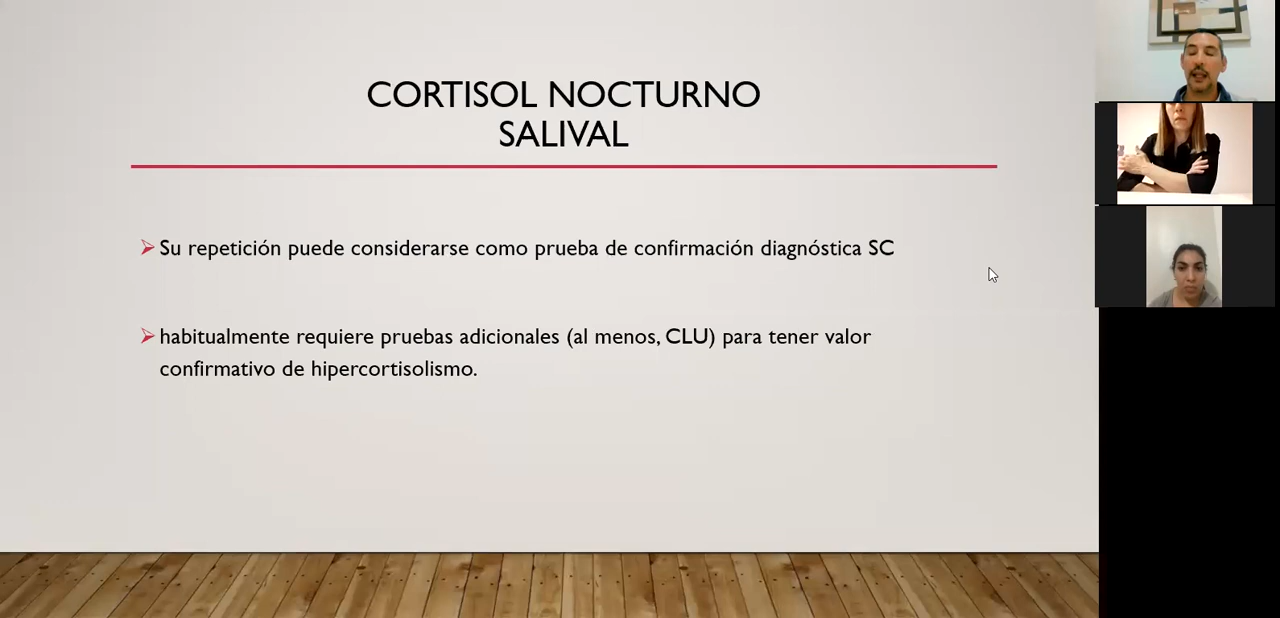 CORTISOL NOCTURNO
SALIVAL
Su repetición puede considerarse como prueba de confirmación diagnóstica SC
habitualmente requiere pruebas adicionales (al menos, CLU) para tener valor
confirmativo de hipercortisolismo.